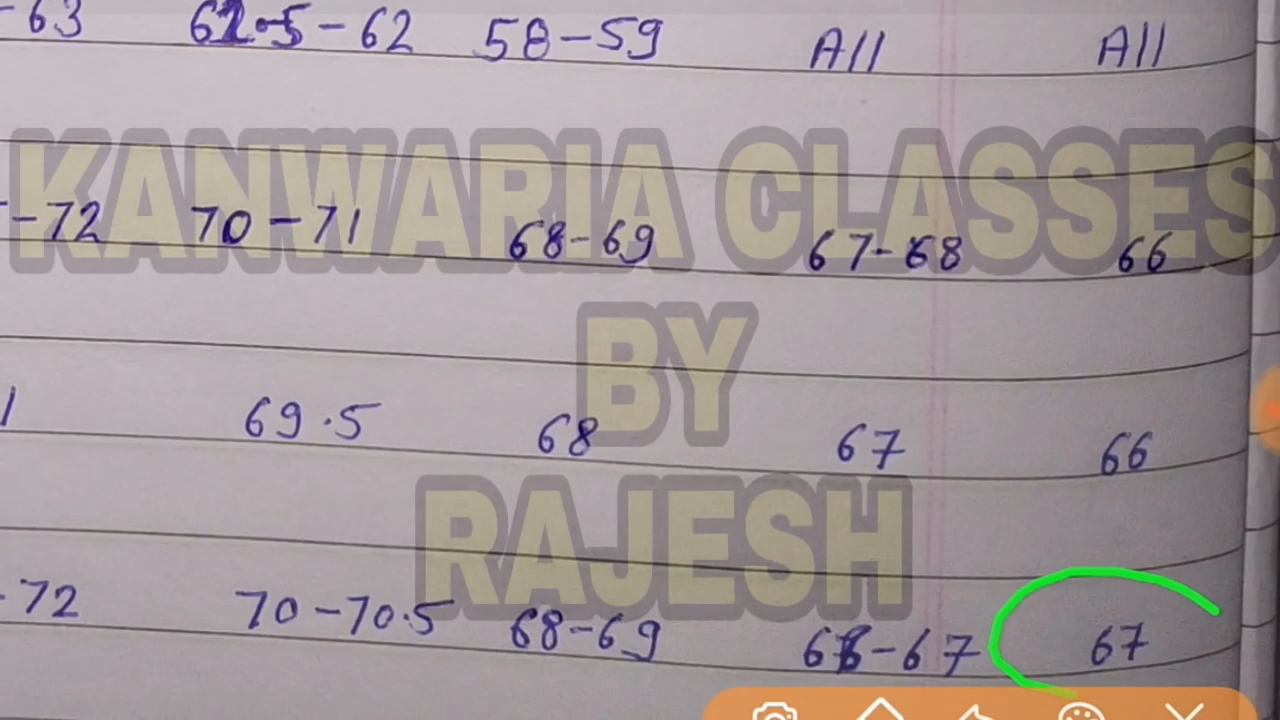 -63 61.5-62 58-59 All All
-72 70-71 68-69 67-68 66
69.5 68 67 66
-72 70-70.5 68-69 66-67 67
KANWARIA CLASSES
BY
RAJESH